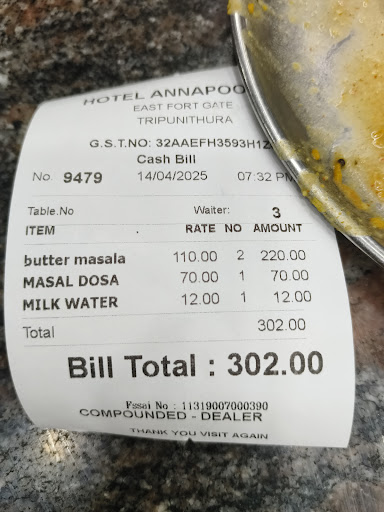 HOTEL ANNAPOO
EAST FORT GATE
TRIPUNITHURA
G.S.T.NO: 32AAEFH3593H1Z
Cash Bill
No. 9479 14/04/2025 07:32 PM
Table.No Waiter: 3
ITEM RATE NO AMOUNT
butter masala 110.00 2 220.00
MASAL DOSA 70.00 1 70.00
MILK WATER 12.00 1 12.00
Total 302.00
Bill Total : 302.00
Fssai No : 11319007000390
COMPOUNDED - DEALER
THANK YOU VISIT AGAIN